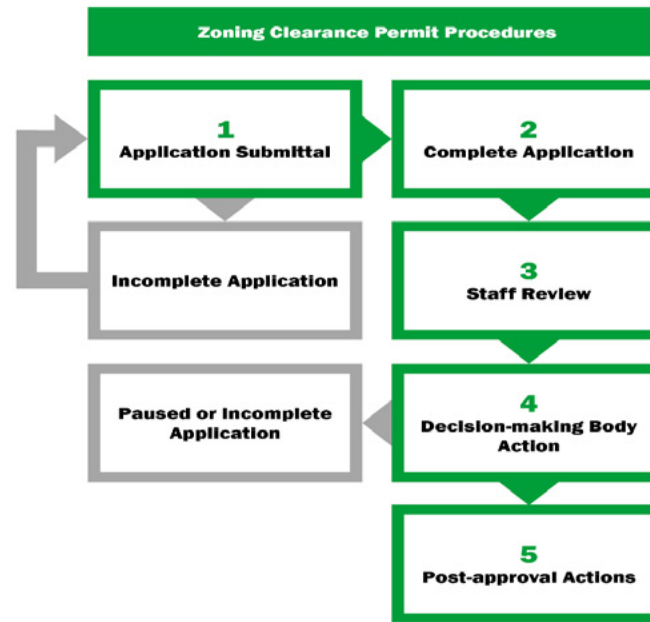 Zoning Clearance Permit Procedures
1
Application Submittal
2
Complete Application
Incomplete Application
3
Staff Review
Paused or Incomplete
Application
4
Decision-making Body
Action
5
Post-approval Actions